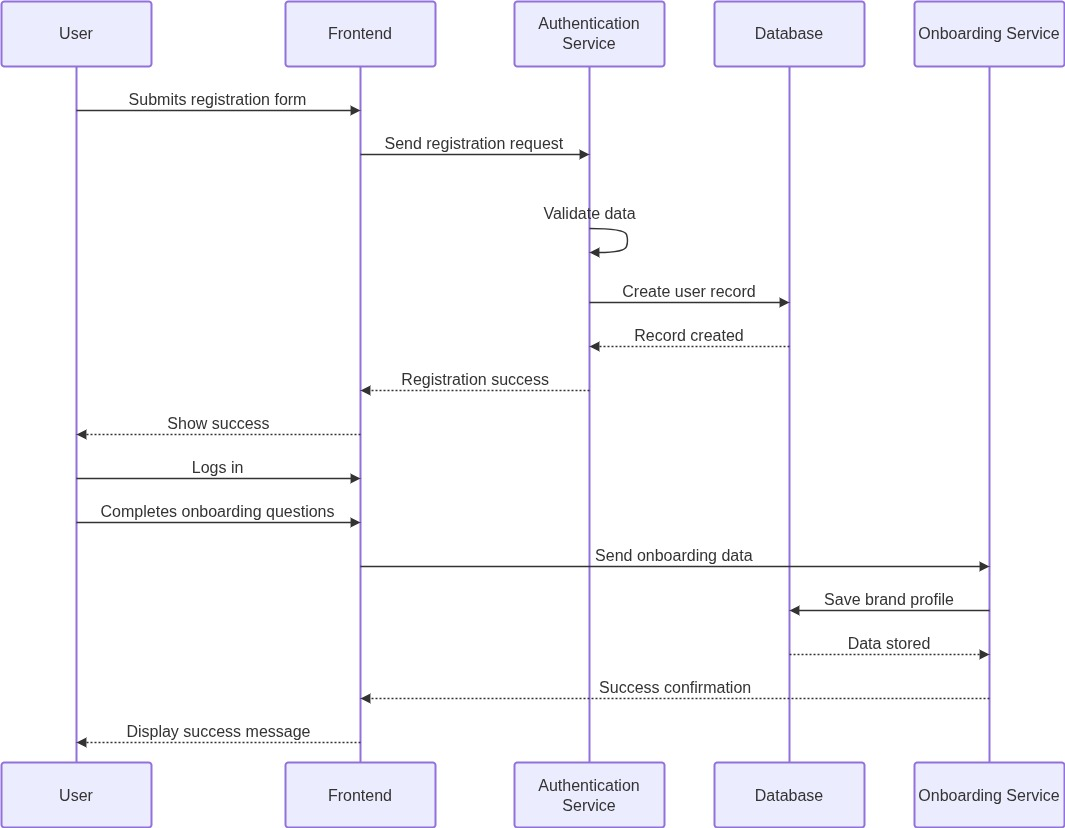 User
Frontend
Authentication
Service
Database
Onboarding Service
Submits registration form
Send registration request
Validate data
Create user record
Record created
Registration success
Show success
Logs in
Completes onboarding questions
Send onboarding data
Save brand profile
Data stored
Success confirmation
Display success message
User
Frontend
Authentication
Service
Database
Onboarding Service